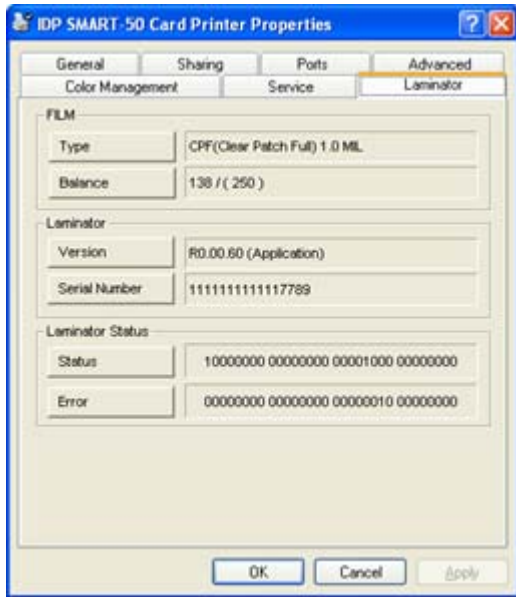 IDP SMART-50 Card Printer Properties
General Sharing Ports Advanced
Color Management Service Laminator
FILM
Type CPF(Clear Patch Full) 1.0 MIL
Balance 138 / ( 250 )
Laminator
Version R0.00.60 (Application)
Serial Number 1111111111117789
Laminator Status
Status 10000000 00000000 00001000 00000000
Error 00000000 00000000 00000010 00000000
OK Cancel Apply